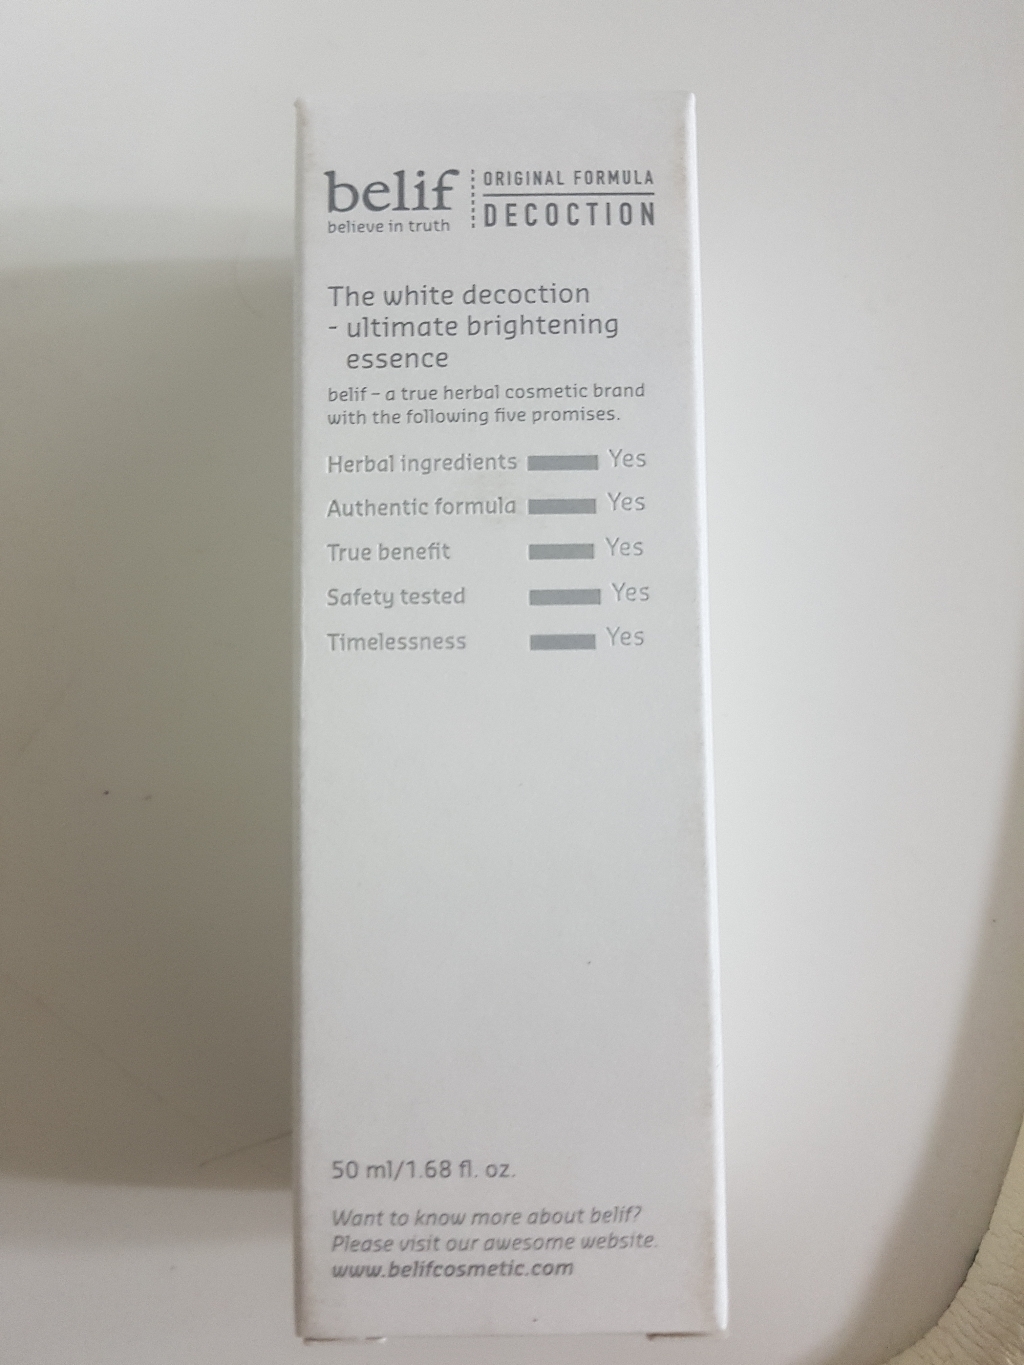 belif
believe in truth
ORIGINAL FORMULA
DECOCTION
The white decoction
- ultimate brightening
essence
belif – a true herbal cosmetic brand
with the following five promises.
Herbal ingredients Yes
Authentic formula Yes
True benefit Yes
Safety tested Yes
Timelessness Yes
50 ml/1.68 fl. oz.
Want to know more about belif?
Please visit our awesome website.
www.belifcosmetic.com